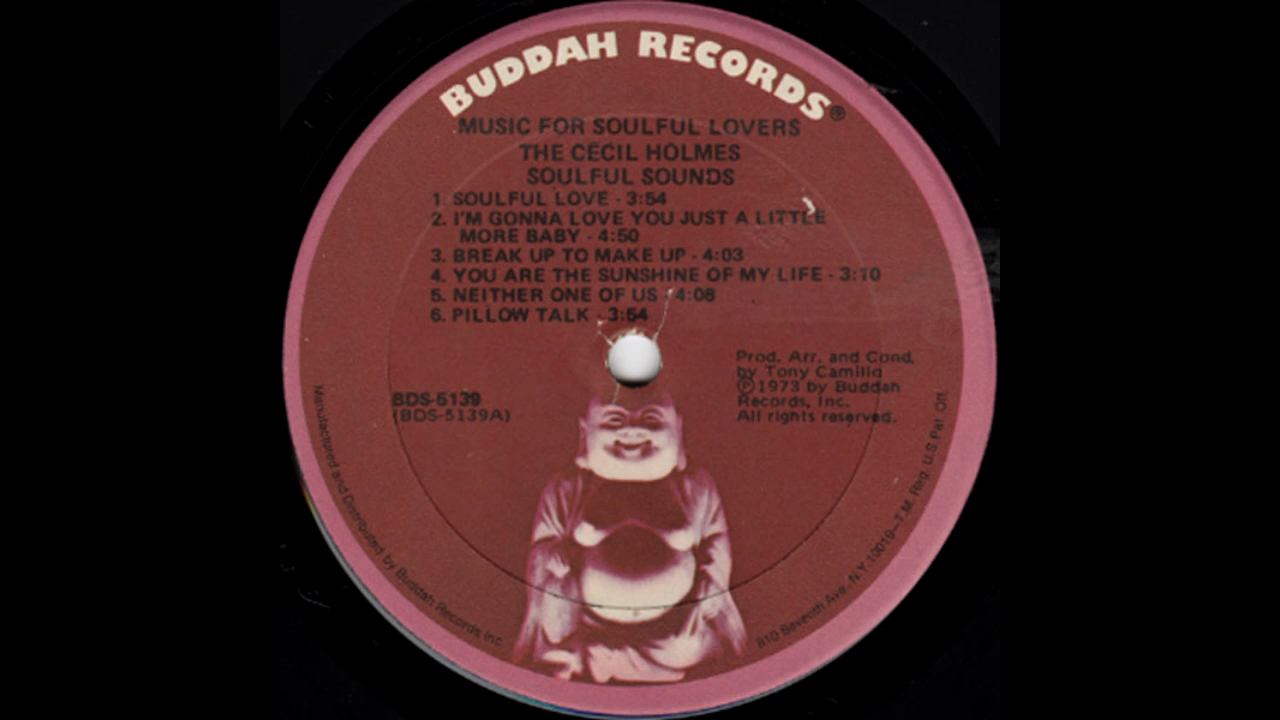 BUDDAH RECORDS®
MUSIC FOR SOULFUL LOVERS
THE CECIL HOLMES
SOULFUL SOUNDS
1. SOULFUL LOVE - 3:54
2. I'M GONNA LOVE YOU JUST A LITTLE
MORE BABY - 4:50
3. BREAK UP TO MAKE UP - 4:03
4. YOU ARE THE SUNSHINE OF MY LIFE - 3:10
5. NEITHER ONE OF US - 4:08
6. PILLOW TALK - 3:54
Prod. Arr. and Cond.
by Tony Camillo
Ⓟ1973 by Buddah
Records, Inc.
All rights reserved.
BDS-5139
(BDS-5139A)
Manufactured and Distributed by Buddah Records Inc.
810 Seventh Ave. N.Y. 10019—T.M. Reg. U.S. Pat. Off.